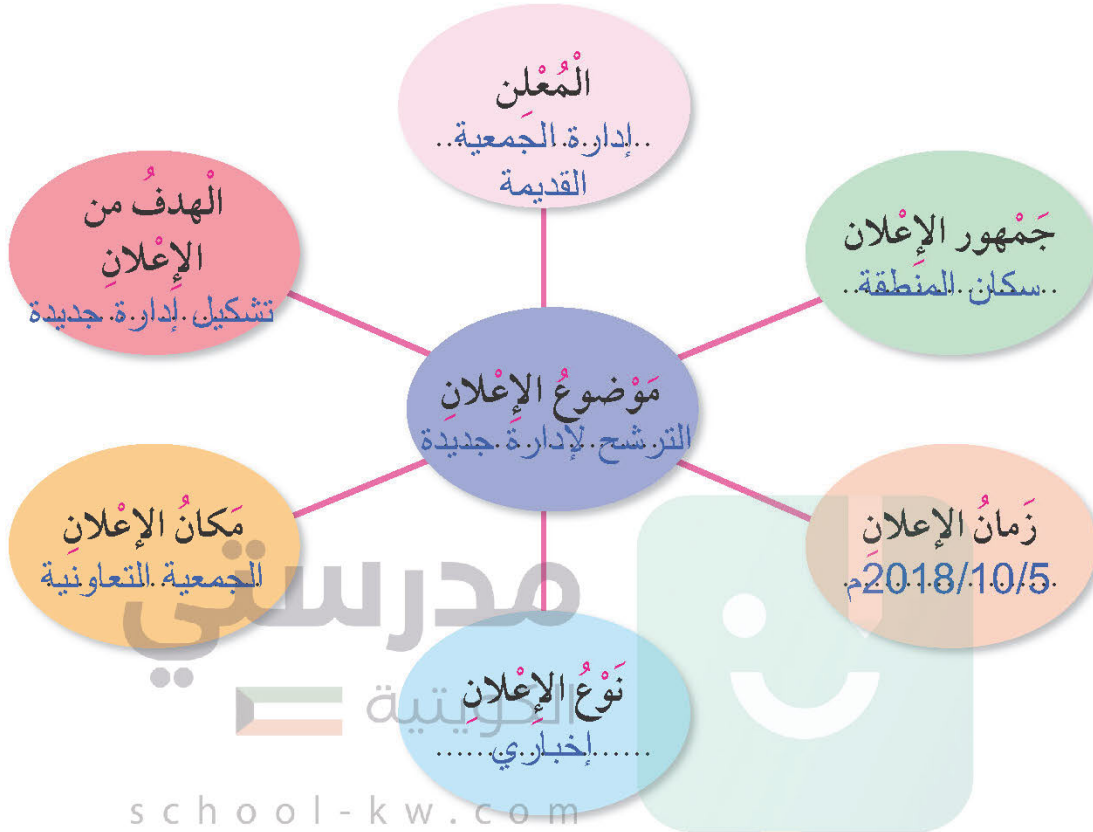 الْمُعْلِن
..إدارة الجمعية..
القديمة
جَمْهور الإِعْلان
..سكان المنطقة..
الْهدفُ من
الإِعْلانِ
تشكيل إدارة جديدة
مَوْضوعُ الإِعْلانِ
الترشح لإدارة جديدة
زَمانُ الإعلانِ
2018/10/5م
مَكانُ الإعْلانِ
الجمعية التعاونية
نَوْعُ الإِعْلانِ
......إخباري......
مدرستي
الكويتية
school-kw.com